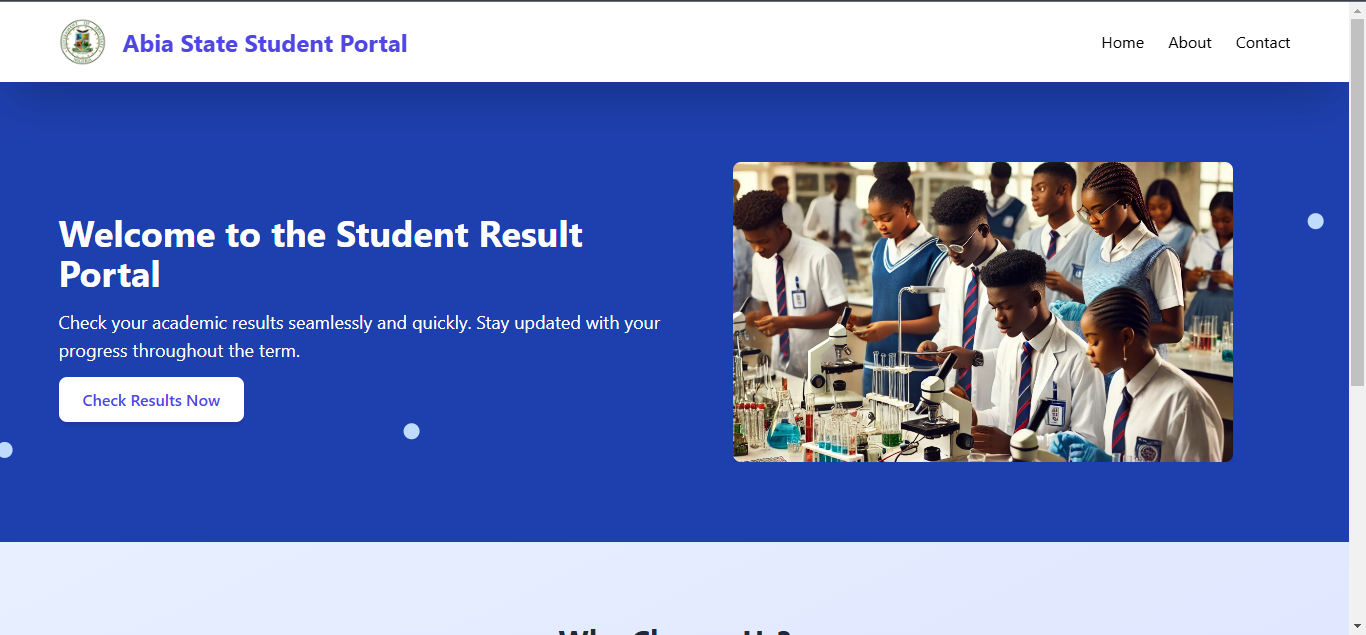 Abia State Student Portal
Home
About
Contact
Welcome to the Student Result
Portal
Check your academic results seamlessly and quickly. Stay updated with your
progress throughout the term.
Check Results Now